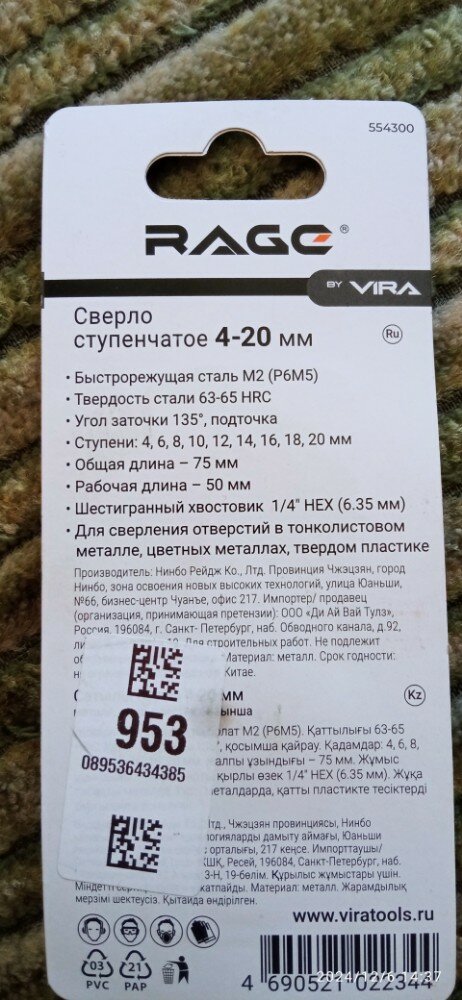 554300
RAGE®
BY VIRA
Сверло
ступенчатое 4-20 мм
Ru
• Быстрорежущая сталь М2 (Р6М5)
• Твердость стали 63-65 HRC
• Угол заточки 135°, подточка
• Ступени: 4, 6, 8, 10, 12, 14, 16, 18, 20 мм
• Общая длина – 75 мм
• Рабочая длина – 50 мм
• Шестигранный хвостовик 1/4" HEX (6.35 мм)
• Для сверления отверстий в тонколистовом
металле, цветных металлах, твердом пластике
Производитель: Нинбо Рейдж Ко., Лтд. Провинция Чжэцзян, город
Нинбо, зона освоения новых высоких технологий, улица Юаньши,
№66, бизнес-центр Чуанъе, офис 217. Импортер/ продавец
(организация, принимающая претензии): ООО «Ди Ай Вай Тулз»,
Россия, 196084, г. Санкт- Петербург, наб. Обводного канала, д.92,
Для строительных работ. Не подлежит
Материал: металл. Срок годности:
Китае.
мм
Kz
М2 (Р6М5). Қаттылығы 63-65
қосымша қайрау. Қадамдар: 4, 6, 8,
ұзындығы – 75 мм. Жұмыс
қырлы өзек 1/4" HEX (6.35 мм). Жұқа
қатты пластикте тесіктерді
953
089536434385
Чжэцзян провинциясы, Нинбо
дамыту аймағы, Юаньши
орталығы, 217 кеңсе. Импорттаушы/
Ресей, 196084, Санкт-Петербург, наб.
3-Н, 19-бөлім. Құрылыс жұмыстары үшін.
Материал: металл. Жарамдылық
мерзімі шектеусіз. Қытайда өндірілген.
www.viratools.ru
03
PVC
21
PAP
4 690521 022344
2024/12/6 14:37